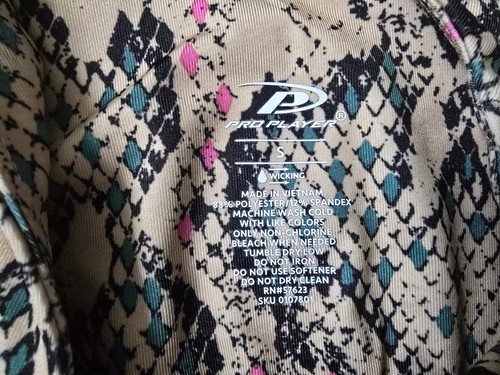 P
PRO PLAYER®
S
WICKING
MADE IN VIETNAM
88% POLYESTER/12% SPANDEX
MACHINE WASH COLD
WITH LIKE COLORS
ONLY NON-CHLORINE
BLEACH WHEN NEEDED
TUMBLE DRY LOW
DO NOT IRON
DO NOT USE SOFTENER
DO NOT DRY CLEAN
RN#57623
SKU 0107801